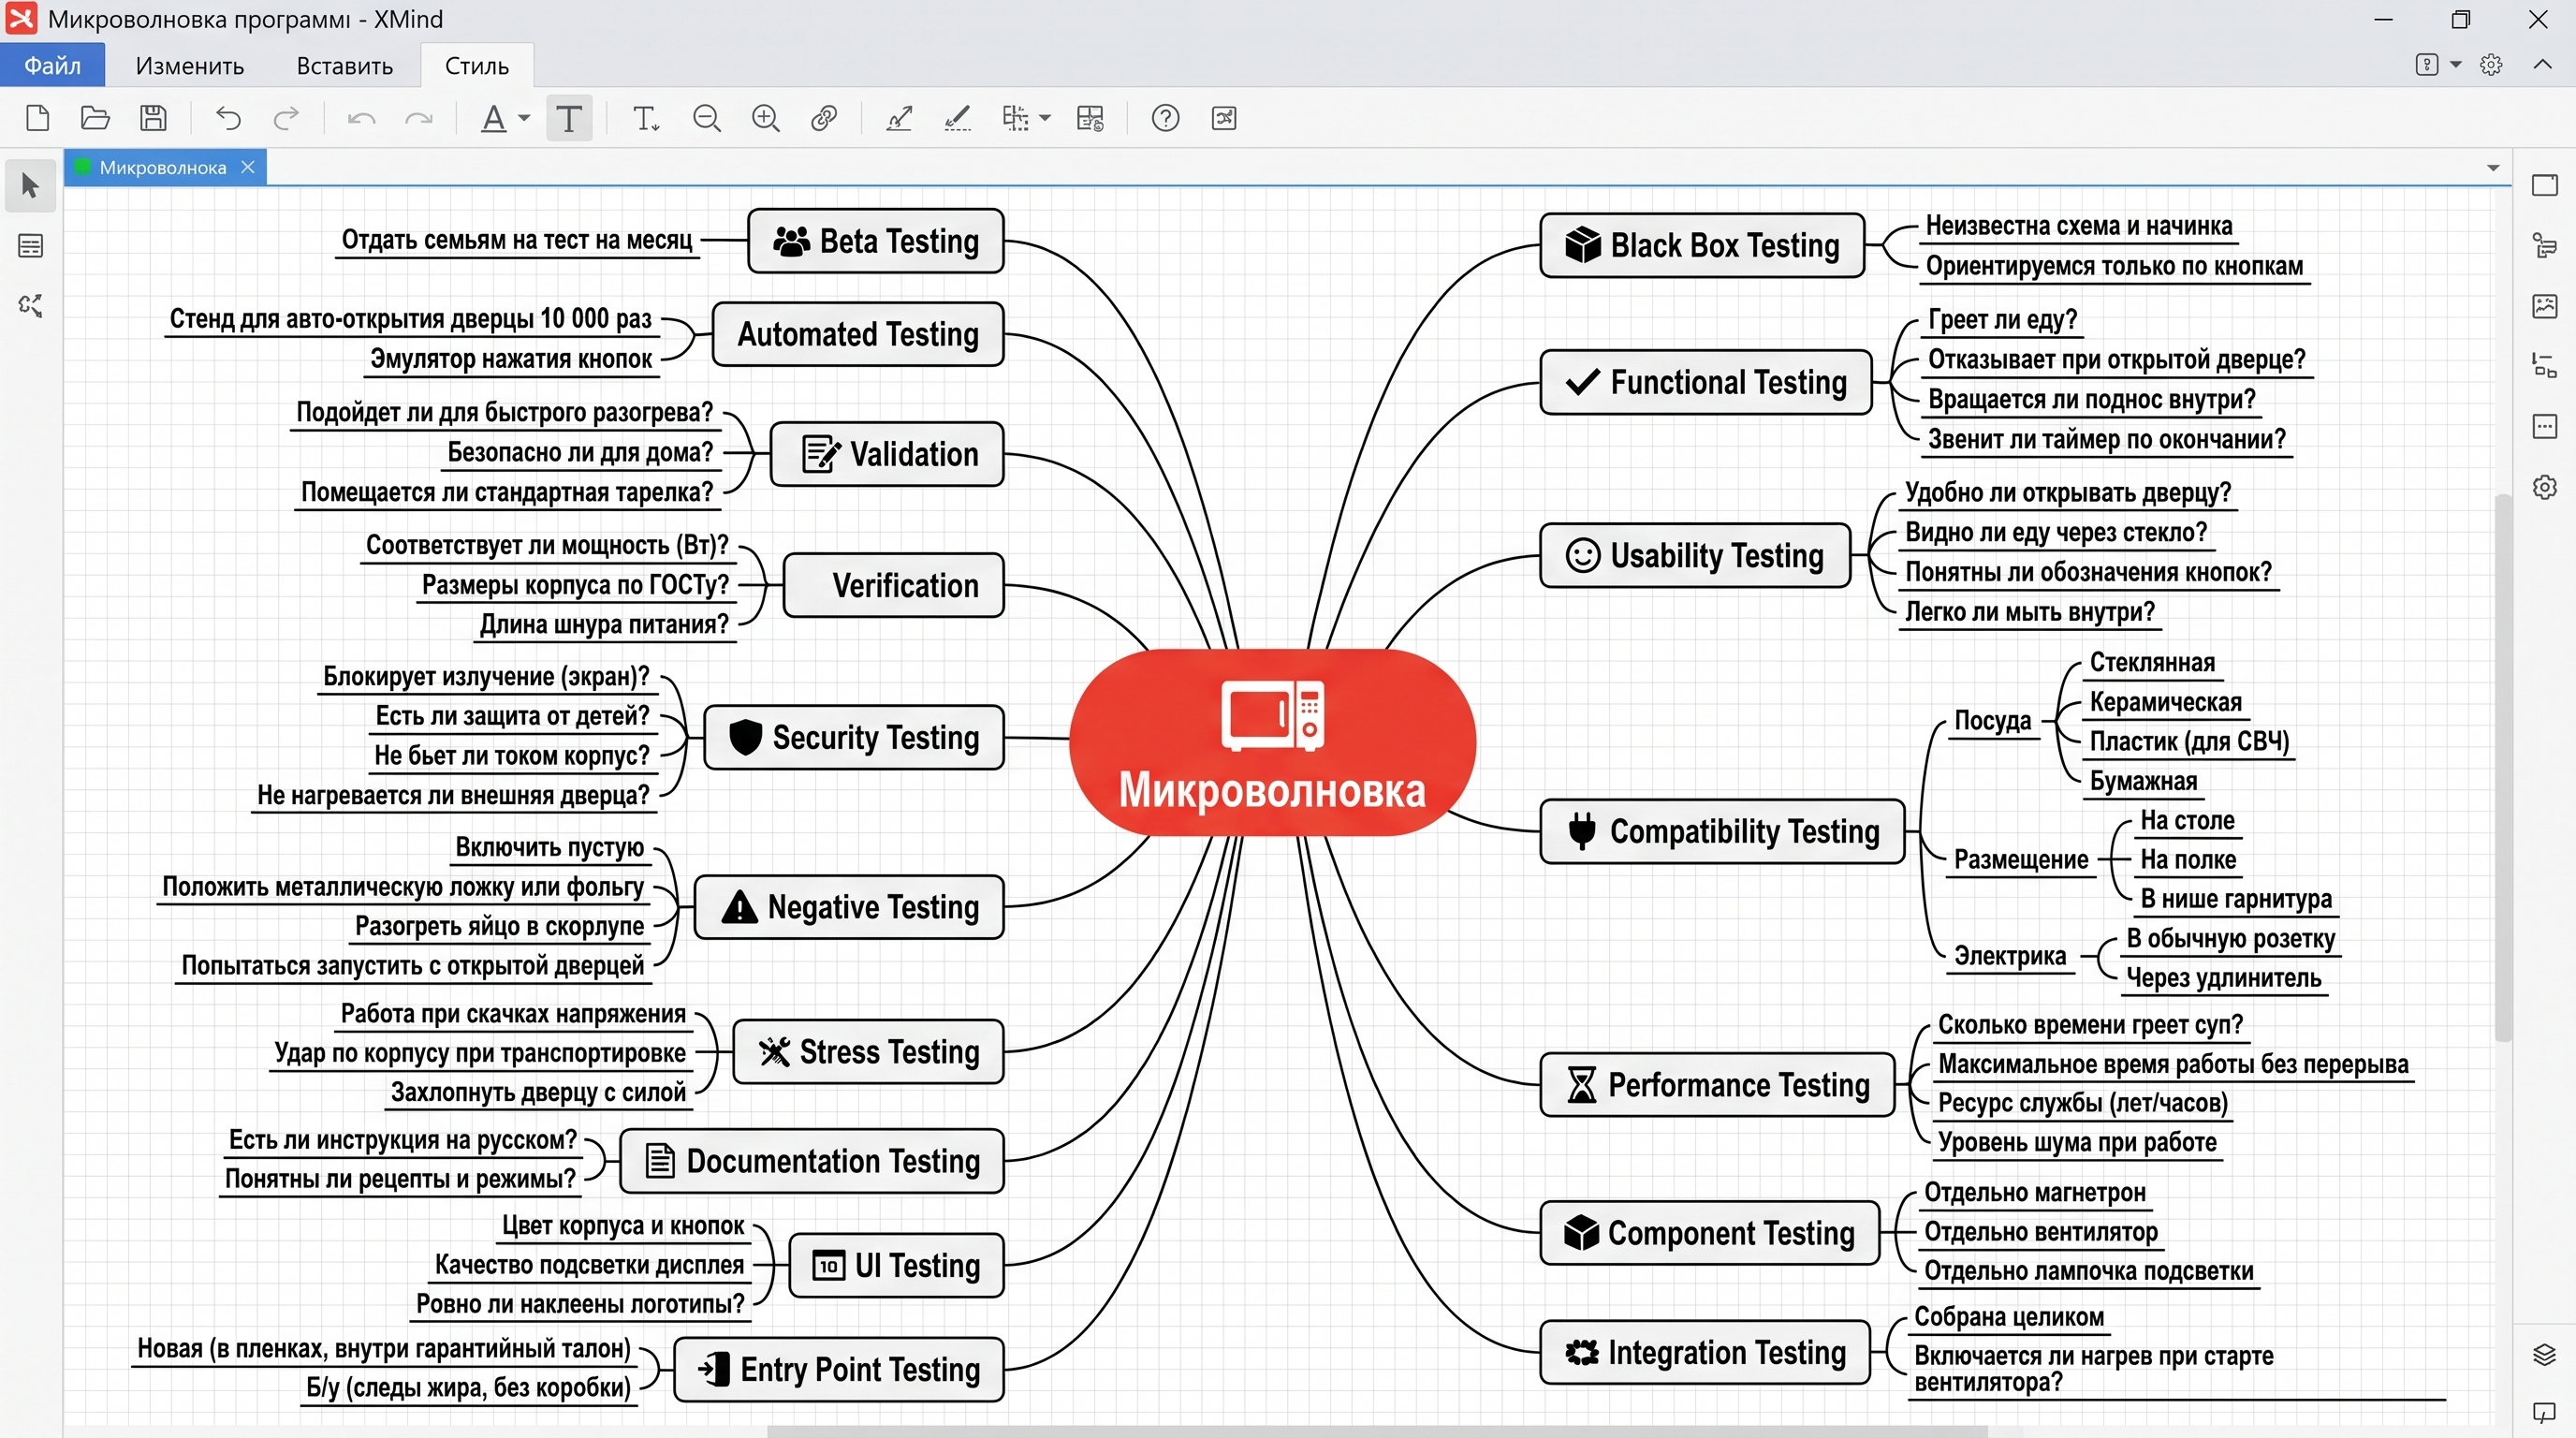 Микроволновка программı - XMind
Файл
Изменить
Вставить
Стиль
Микроволнока
Beta Testing
Отдать семьям на тест на месяц
Automated Testing
Стенд для авто-открытия дверцы 10 000 раз
Эмулятор нажатия кнопок
Validation
Подойдет ли для быстрого разогрева?
Безопасно ли для дома?
Помещается ли стандартная тарелка?
Verification
Соответствует ли мощность (Вт)?
Размеры корпуса по ГОСТу?
Длина шнура питания?
Security Testing
Блокирует излучение (экран)?
Есть ли защита от детей?
Не бьет ли током корпус?
Не нагревается ли внешняя дверца?
Negative Testing
Включить пустую
Положить металлическую ложку или фольгу
Разогреть яйцо в скорлупе
Попытаться запустить с открытой дверцей
Stress Testing
Работа при скачках напряжения
Удар по корпусу при транспортировке
Захлопнуть дверцу с силой
Documentation Testing
Есть ли инструкция на русском?
Понятны ли рецепты и режимы?
10
UI Testing
Цвет корпуса и кнопок
Качество подсветки дисплея
Ровно ли наклеены логотипы?
Entry Point Testing
Новая (в пленках, внутри гарантийный талон)
Б/у (следы жира, без коробки)
Микроволновка
Black Box Testing
Неизвестна схема и начинка
Ориентируемся только по кнопкам
Functional Testing
Греет ли еду?
Отказывает при открытой дверце?
Вращается ли поднос внутри?
Звенит ли таймер по окончании?
Usability Testing
Удобно ли открывать дверцу?
Видно ли еду через стекло?
Понятны ли обозначения кнопок?
Легко ли мыть внутри?
Compatibility Testing
Посуда
Стеклянная
Керамическая
Пластик (для СВЧ)
Бумажная
Размещение
На столе
На полке
В нише гарнитура
Электрика
В обычную розетку
Через удлинитель
Performance Testing
Сколько времени греет суп?
Максимальное время работы без перерыва
Ресурс службы (лет/часов)
Уровень шума при работе
Component Testing
Отдельно магнетрон
Отдельно вентилятор
Отдельно лампочка подсветки
Integration Testing
Собрана целиком
Включается ли нагрев при старте
вентилятора?